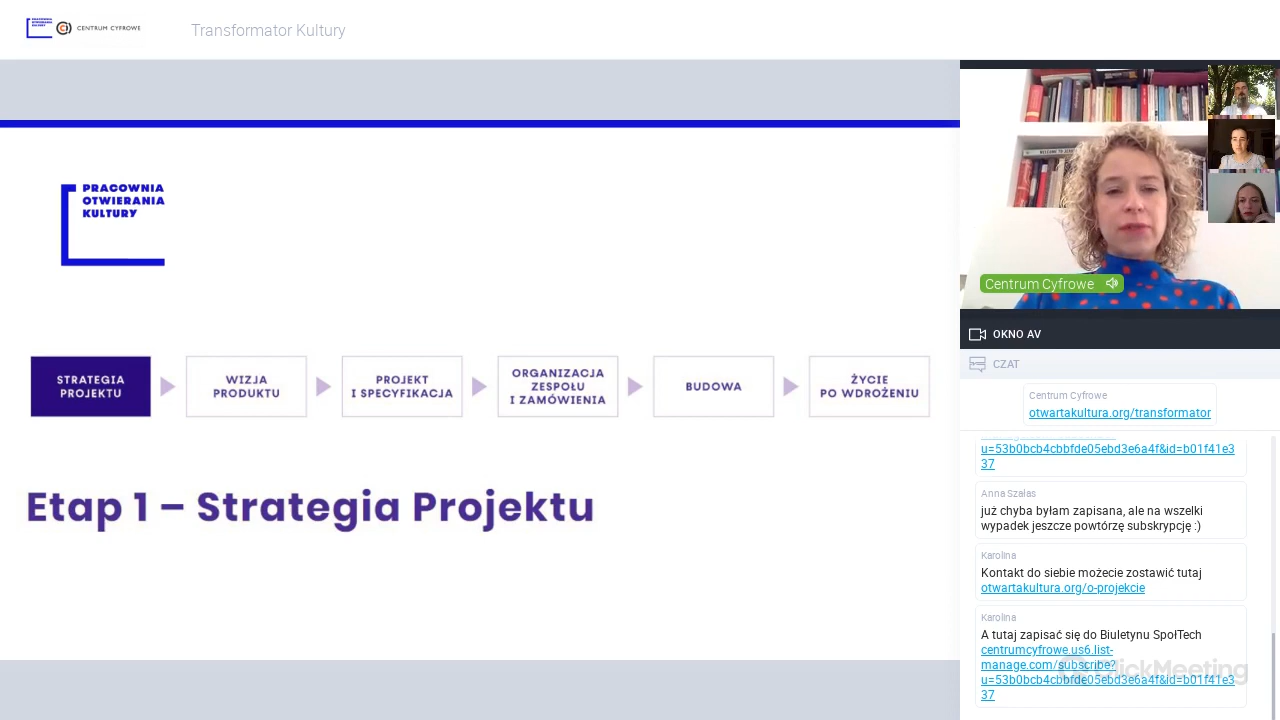 PRACOWNIA
OTWIERANIA
KULTURY
CENTRUM CYFROWE
Transformator Kultury
PRACOWNIA
OTWIERANIA
KULTURY
STRATEGIA
PROJEKTU
WIZJA
PRODUKTU
PROJEKT
I SPECYFIKACJA
ORGANIZACJA
ZESPOŁU
I ZAMÓWIENIA
BUDOWA
ŻYCIE
PO WDROŻENIU
Etap 1 – Strategia Projektu
Centrum Cyfrowe
OKNO AV
CZAT
Centrum Cyfrowe
otwartakultura.org/transformator
u=53b0bcb4cbbfde05ebd3e6a4f&id=b01f41e3
37
Anna Szałas
już chyba byłam zapisana, ale na wszelki
wypadek jeszcze powtórzę subskrypcję :)
Karolina
Kontakt do siebie możecie zostawić tutaj
otwartakultura.org/o-projekcie
Karolina
A tutaj zapisać się do Biuletynu SpołTech
centrumcyfrowe.us6.list-
manage.com/subscribe?
u=53b0bcb4cbbfde05ebd3e6a4f&id=b01f41e3
37
ClickMeeting